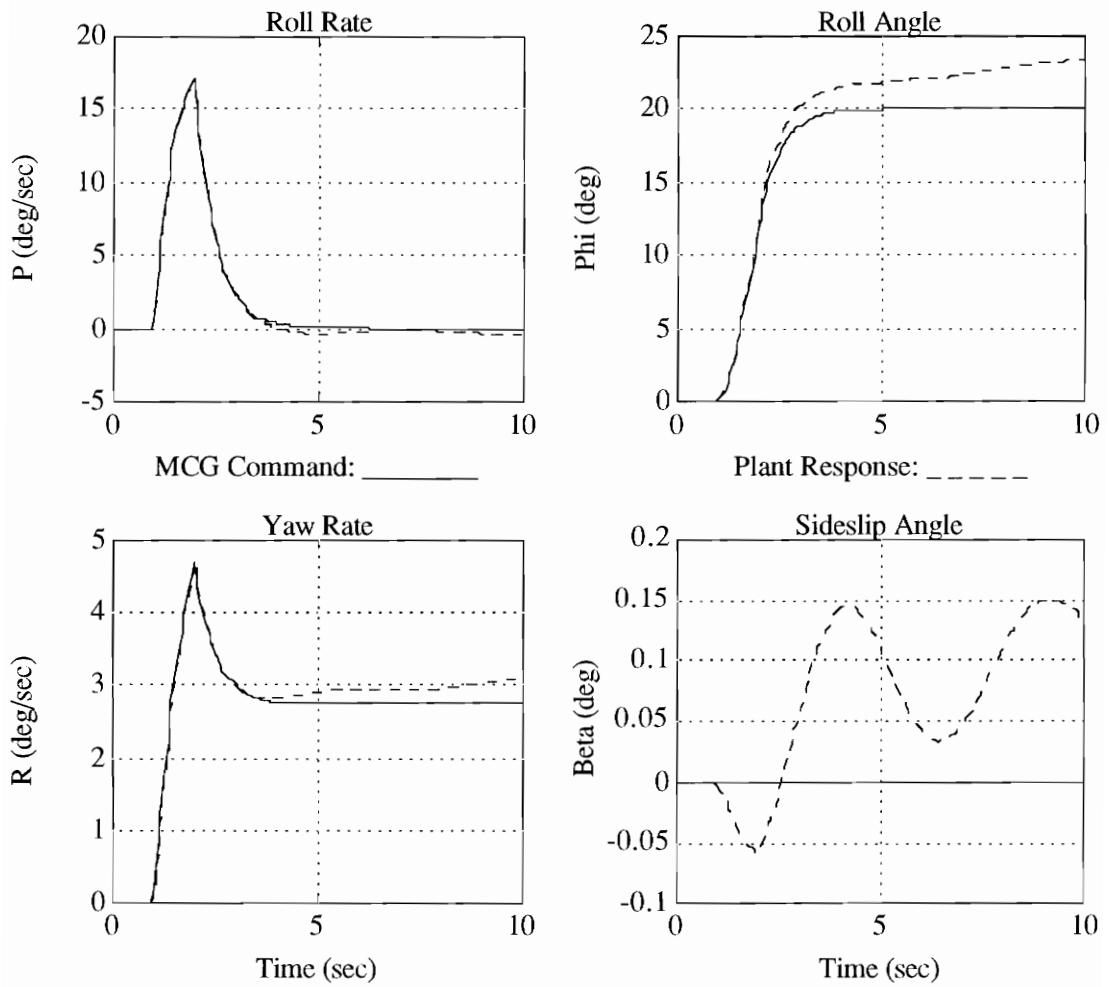 Roll Rate
20
15
10
5
0
-5
P (deg/sec)
0 5 10
Roll Angle
25
20
15
10
5
0
Phi (deg)
0 5 10
MCG Command:
Plant Response:
Yaw Rate
5
4
3
2
1
0
R (deg/sec)
0 5 10
Time (sec)
Sideslip Angle
0.2
0.15
0.1
0.05
0
-0.05
-0.1
Beta (deg)
0 5 10
Time (sec)